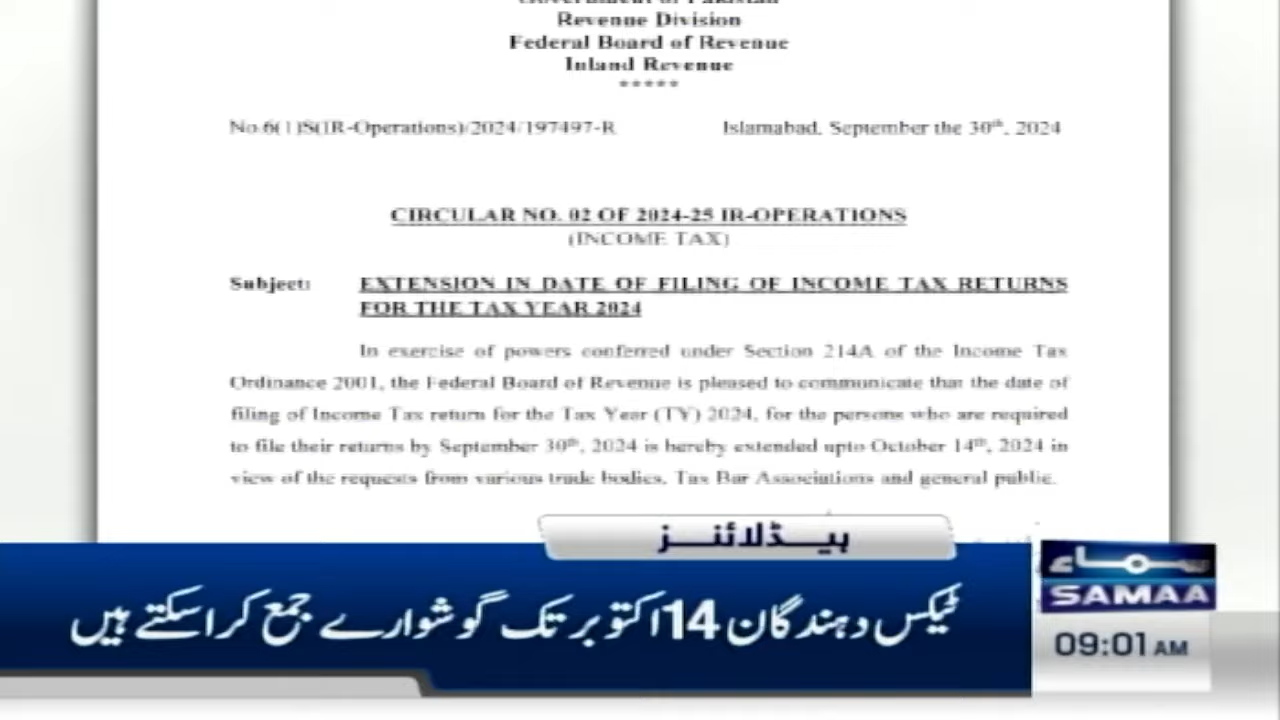 Government of Pakistan
Revenue Division
Federal Board of Revenue
Inland Revenue
*****
No.6(1)S(IR-Operations)/2024/197497-R Islamabad, September the 30th, 2024
CIRCULAR NO. 02 OF 2024-25 IR-OPERATIONS
(INCOME TAX)
Subject: EXTENSION IN DATE OF FILING OF INCOME TAX RETURNS
FOR THE TAX YEAR 2024
In exercise of powers conferred under Section 214A of the Income Tax
Ordinance 2001, the Federal Board of Revenue is pleased to communicate that the date of
filing of Income Tax return for the Tax Year (TY) 2024, for the persons who are required
to file their returns by September 30th, 2024 is hereby extended upto October 14th, 2024 in
view of the requests from various trade bodies, Tax Bar Associations and general public.
ہیڈلائنز
ٹیکس دہندگان 14اکتوبر تک گوشوارے جمع کراسکتے ہیں
سماء
SAMAA
09:01 AM